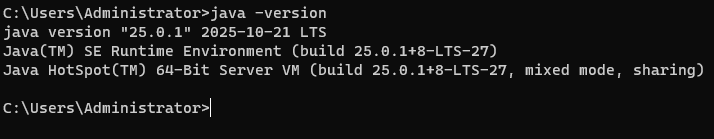 C:\Users\Administrator>java -version
java version "25.0.1" 2025-10-21 LTS
Java(TM) SE Runtime Environment (build 25.0.1+8-LTS-27)
Java HotSpot(TM) 64-Bit Server VM (build 25.0.1+8-LTS-27, mixed mode, sharing)
C:\Users\Administrator>